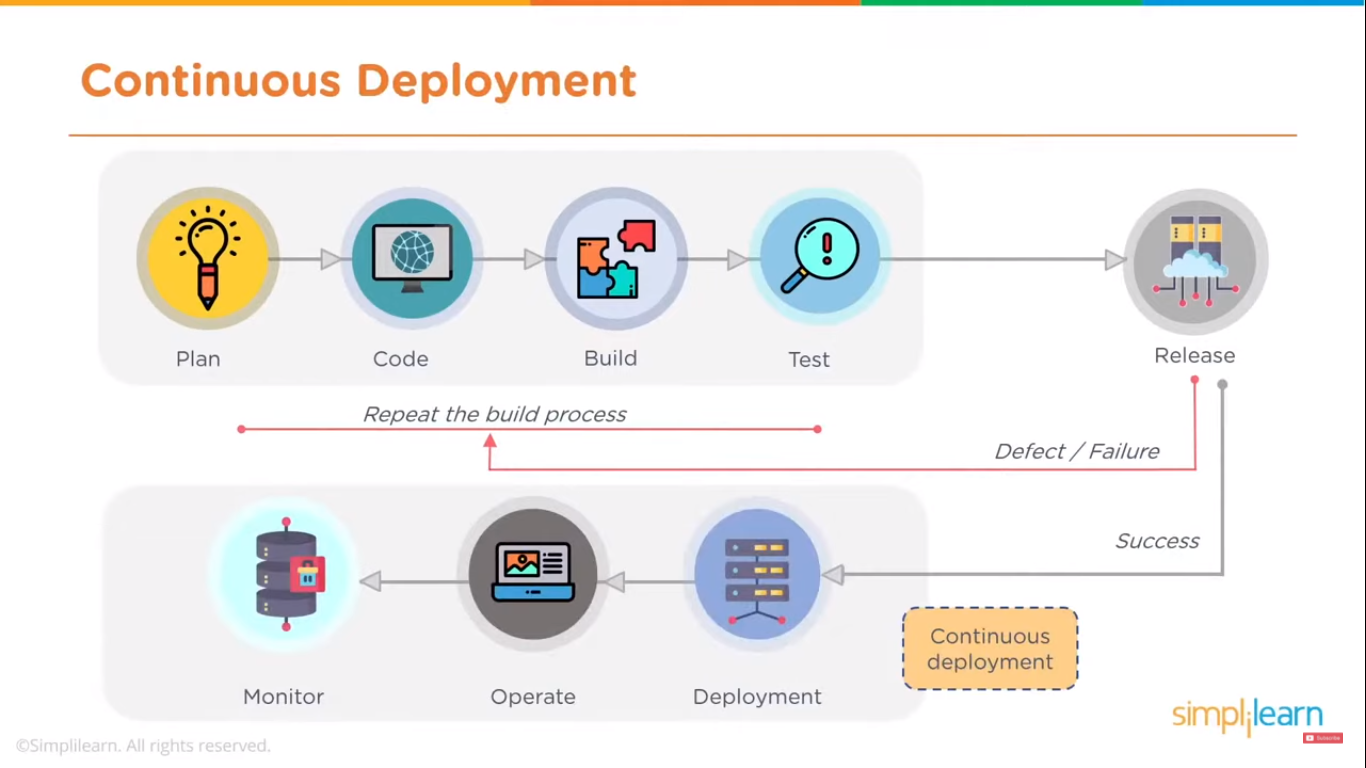 Continuous Deployment
Plan
Code
Build
Test
Release
Repeat the build process
Defect / Failure
Success
Continuous
deployment
Monitor
Operate
Deployment
simplilearn
Subscribe
©Simplilearn. All rights reserved.